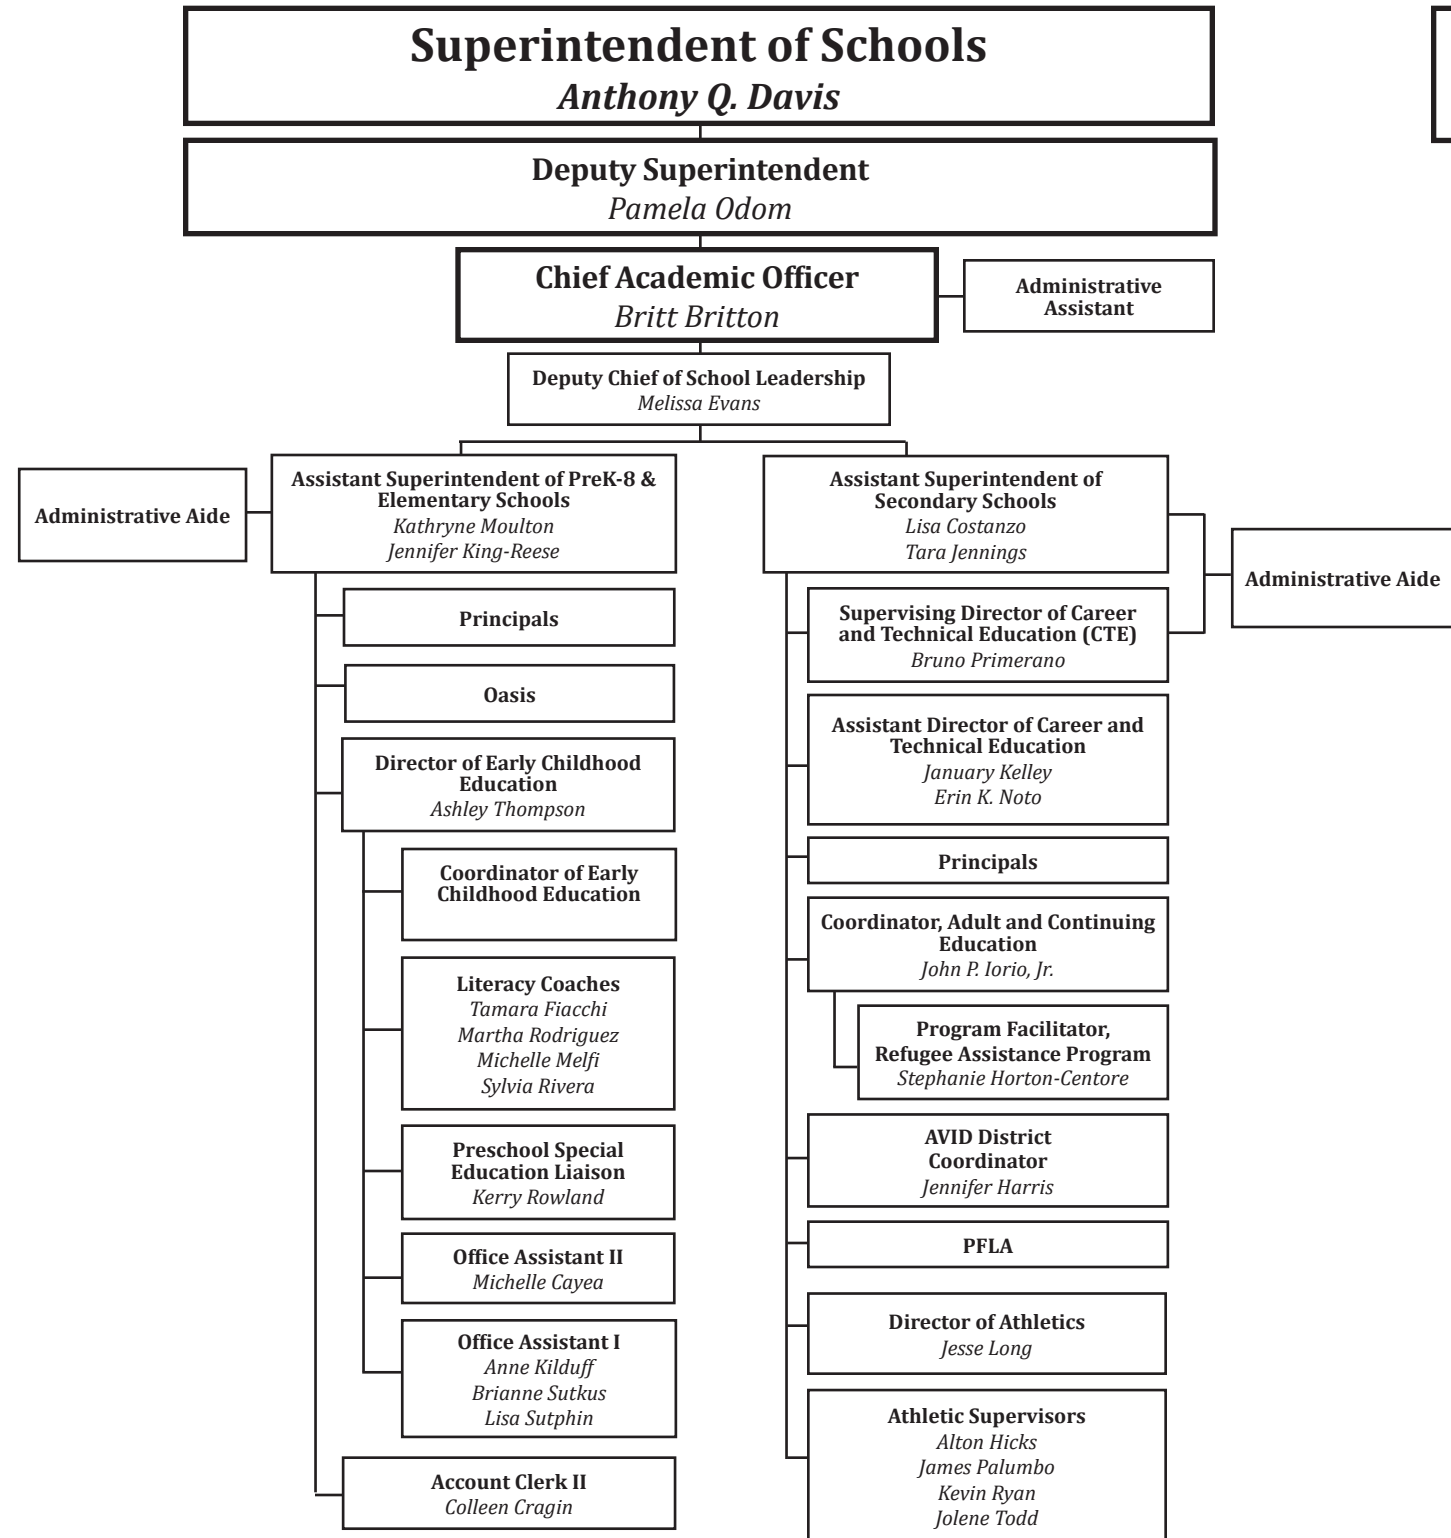 Superintendent of Schools
Anthony Q. Davis
Deputy Superintendent
Pamela Odom
Chief Academic Officer
Britt Britton
Administrative
Assistant
Deputy Chief of School Leadership
Melissa Evans
Administrative Aide
Assistant Superintendent of PreK-8 &
Elementary Schools
Kathryne Moulton
Jennifer King-Reese
Principals
Oasis
Director of Early Childhood
Education
Ashley Thompson
Coordinator of Early
Childhood Education
Literacy Coaches
Tamara Fiacchi
Martha Rodriguez
Michelle Melfi
Sylvia Rivera
Preschool Special
Education Liaison
Kerry Rowland
Office Assistant II
Michelle Cayea
Office Assistant I
Anne Kilduff
Brianne Sutkus
Lisa Sutphin
Account Clerk II
Colleen Cragin
Assistant Superintendent of
Secondary Schools
Lisa Costanzo
Tara Jennings
Administrative Aide
Supervising Director of Career
and Technical Education (CTE)
Bruno Primerano
Assistant Director of Career and
Technical Education
January Kelley
Erin K. Noto
Principals
Coordinator, Adult and Continuing
Education
John P. Iorio, Jr.
Program Facilitator,
Refugee Assistance Program
Stephanie Horton-Centore
AVID District
Coordinator
Jennifer Harris
PFLA
Director of Athletics
Jesse Long
Athletic Supervisors
Alton Hicks
James Palumbo
Kevin Ryan
Jolene Todd